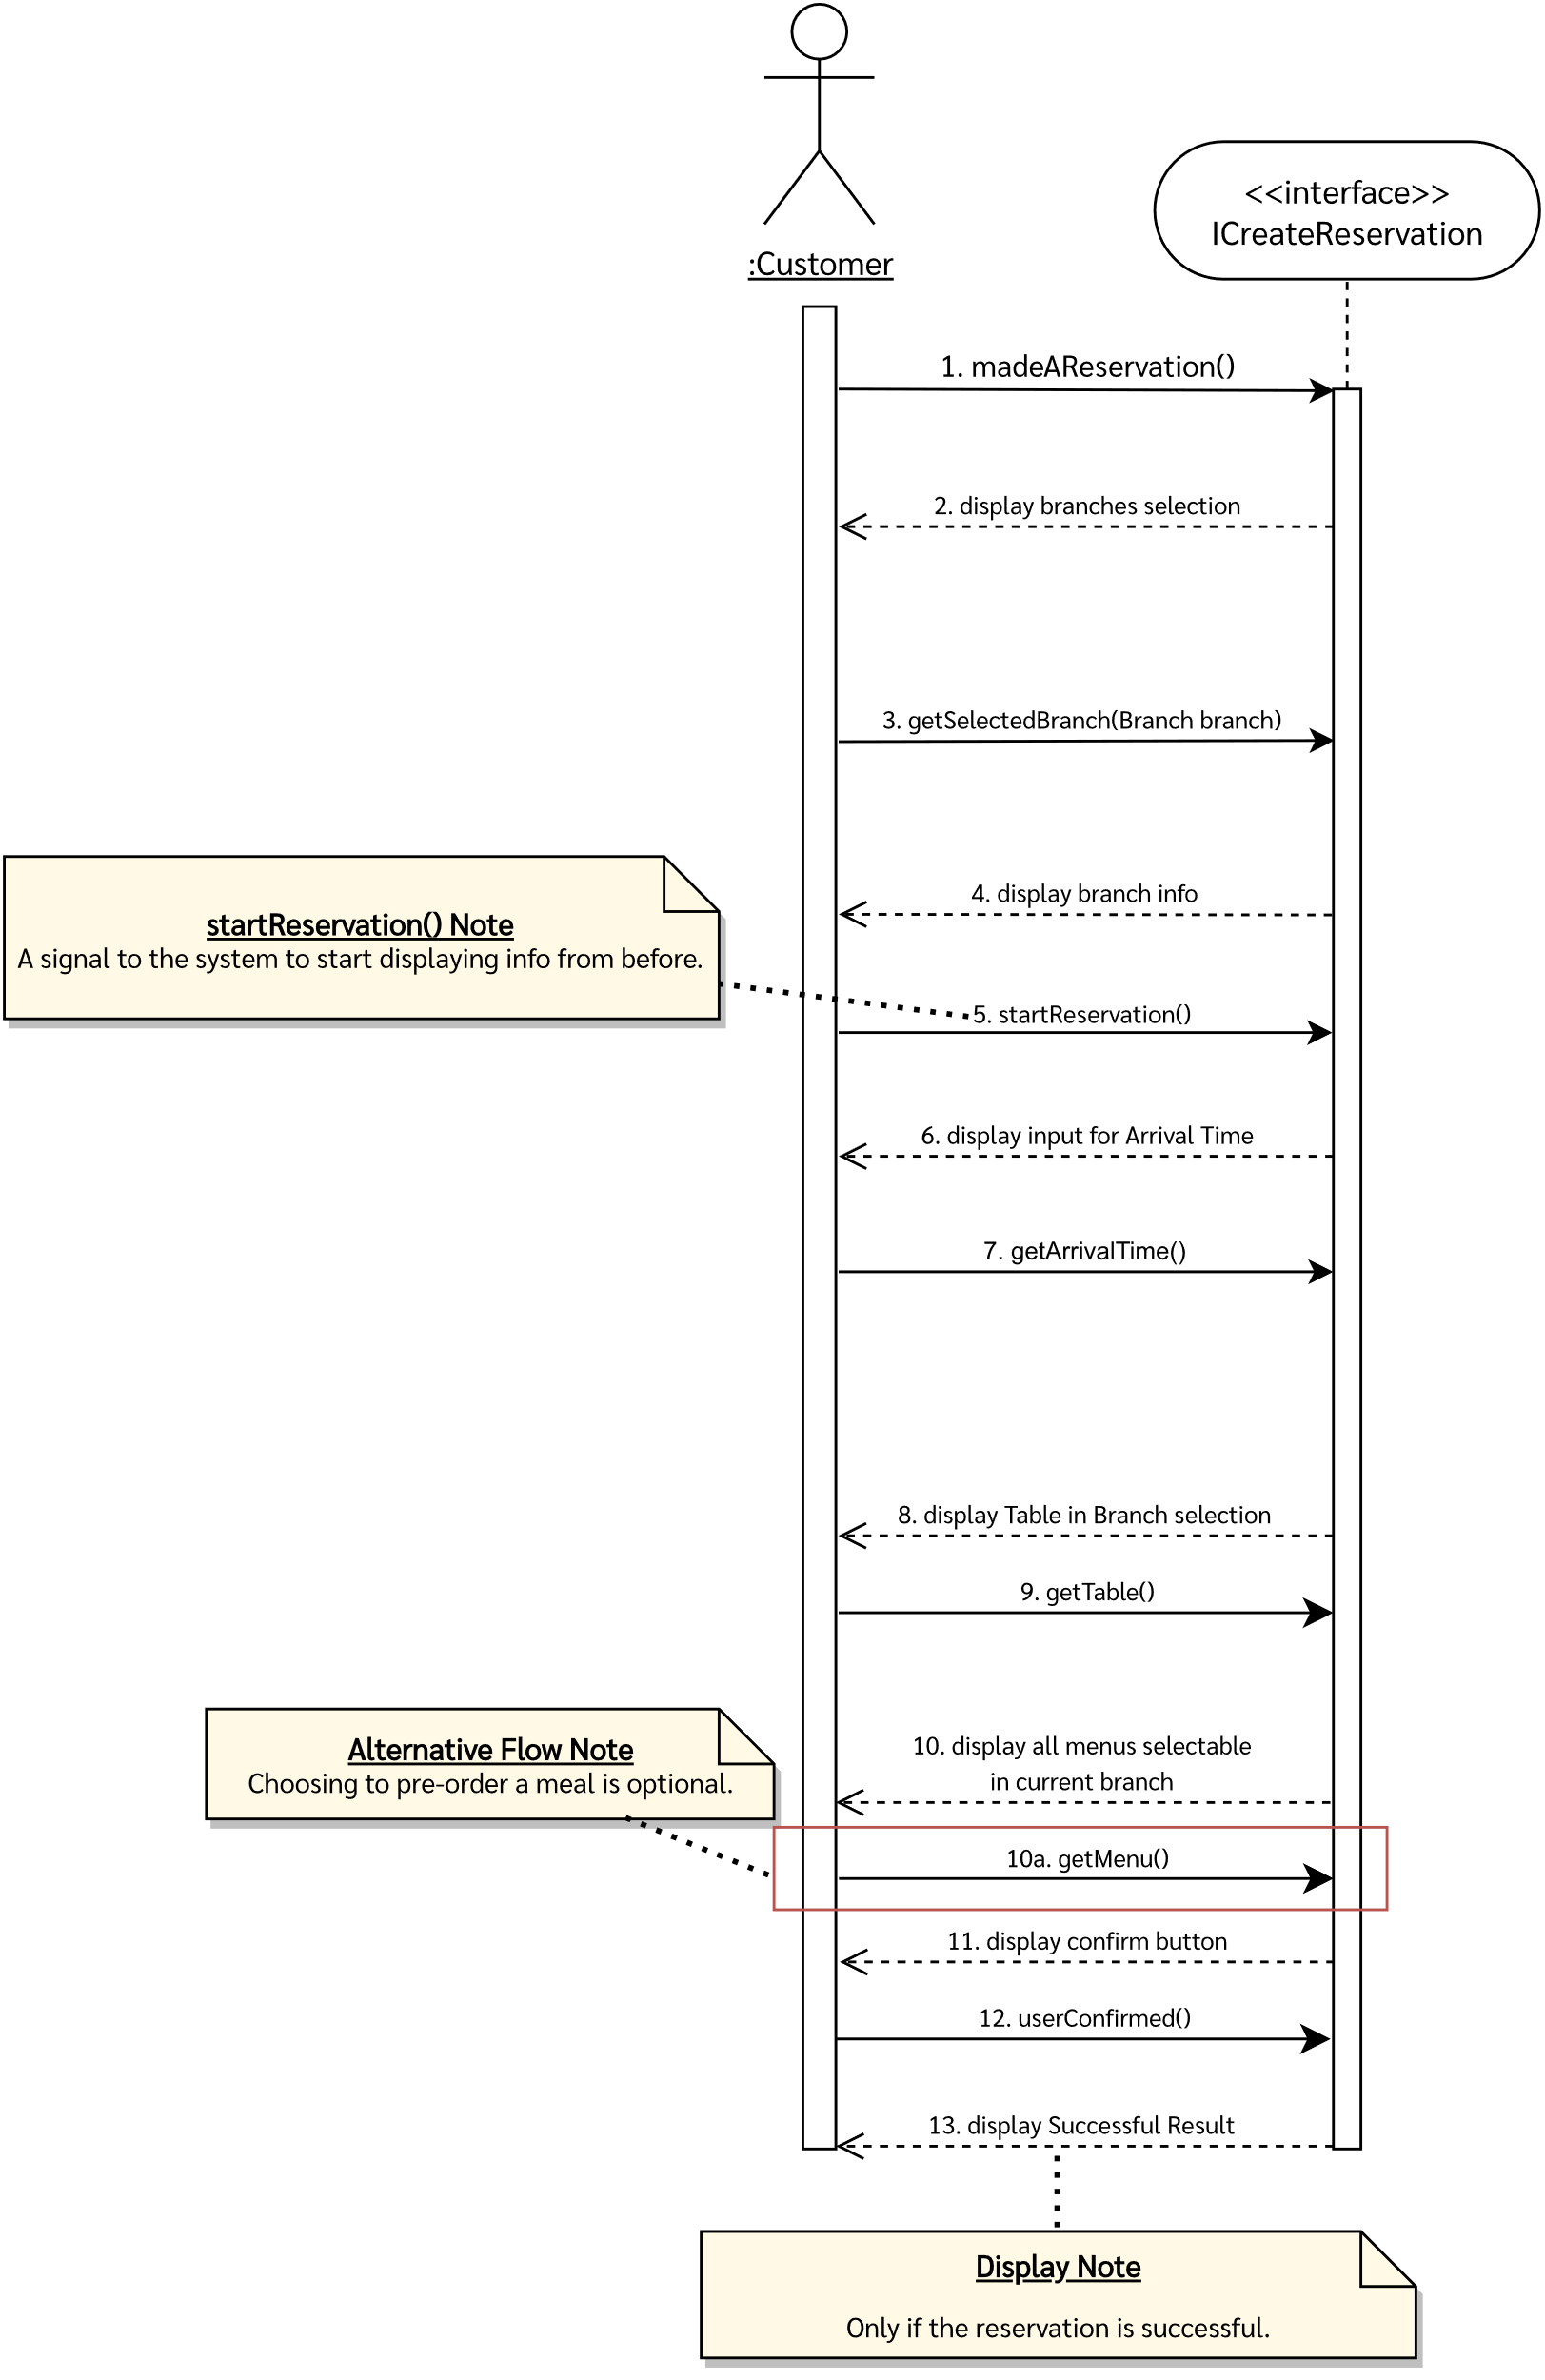 :Customer
<<interface>>
ICreateReservation
1. madeAReservation()
2. display branches selection
3. getSelectedBranch(Branch branch)
4. display branch info
startReservation() Note
A signal to the system to start displaying info from before.
5. startReservation()
6. display input for Arrival Time
7. getArrivalTime()
8. display Table in Branch selection
9. getTable()
Alternative Flow Note
Choosing to pre-order a meal is optional.
10. display all menus selectable
in current branch
10a. getMenu()
11. display confirm button
12. userConfirmed()
13. display Successful Result
Display Note
Only if the reservation is successful.